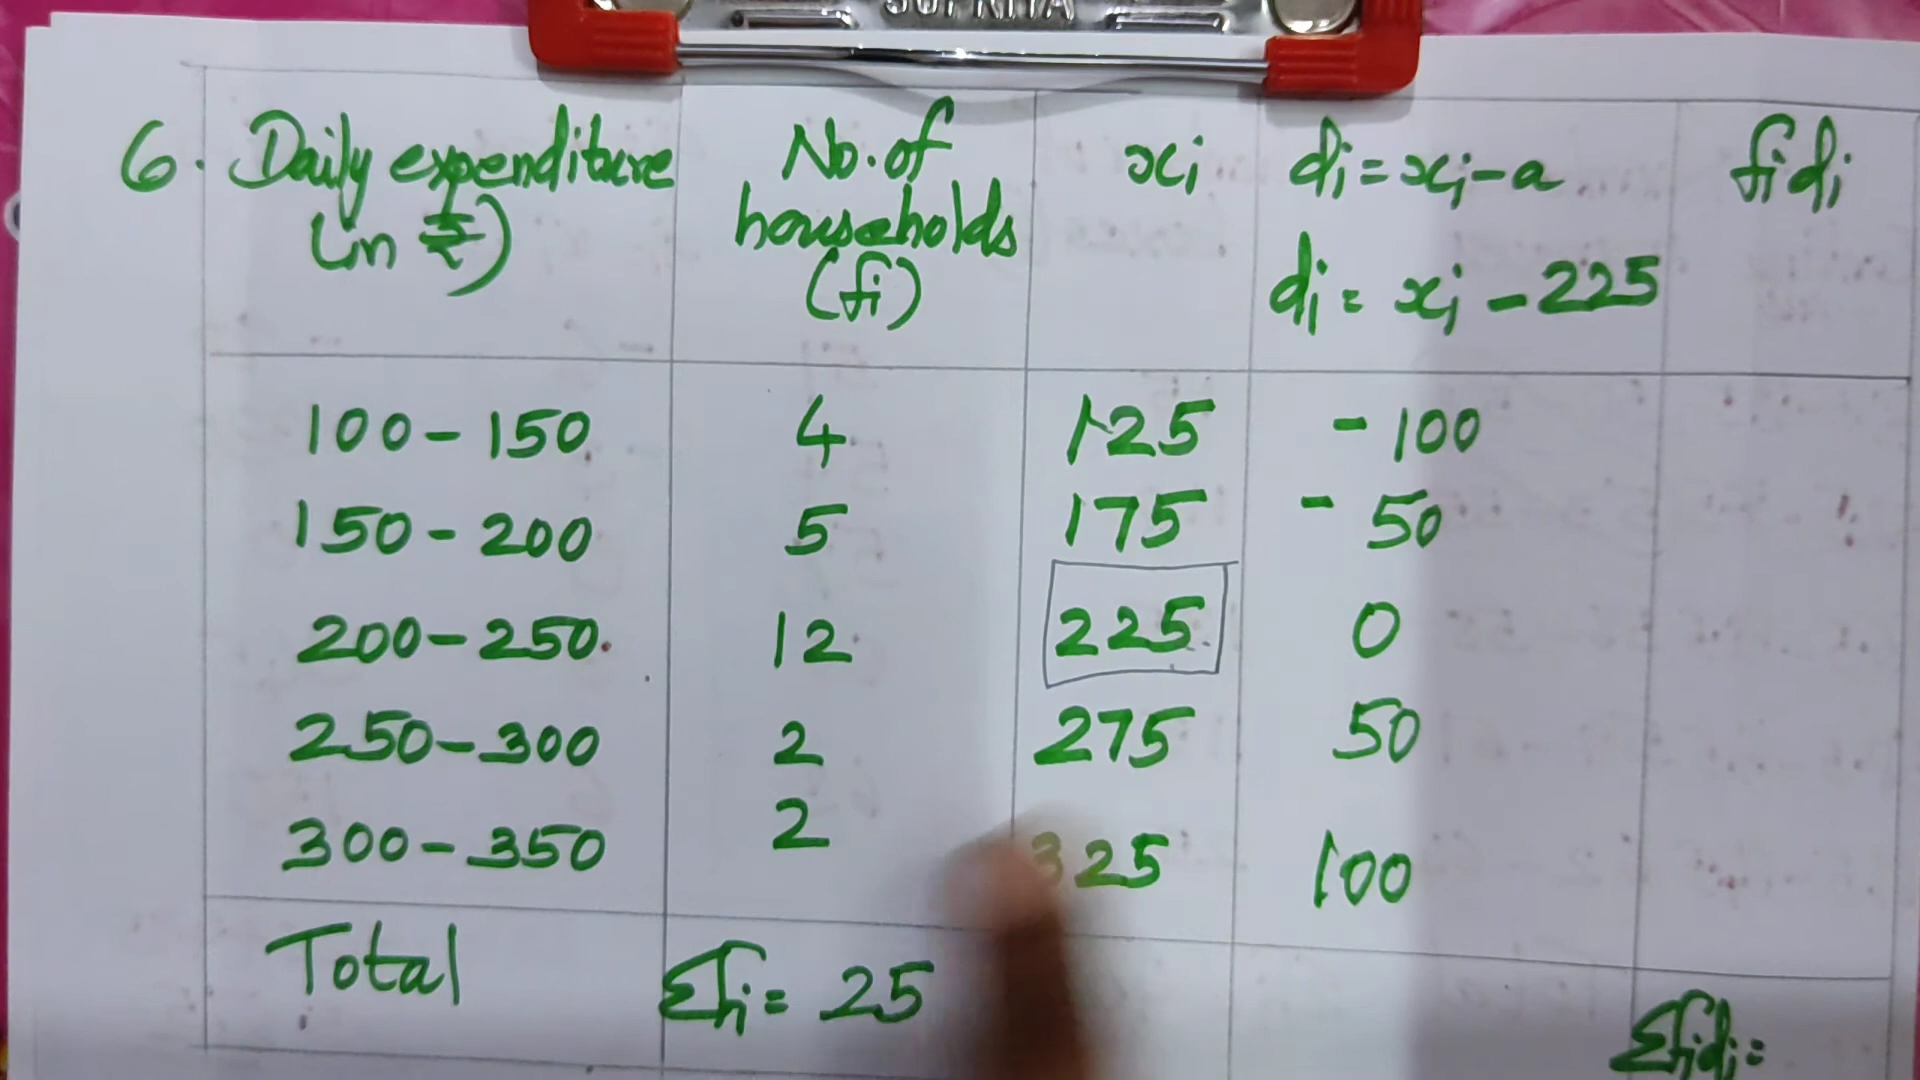 SUPRIYA
6. Daily expenditure (in ₹) No. of households (fi) xi di = xi - a di = xi - 225 fidi
100 - 150 4 125 - 100
150 - 200 5 175 - 50
200 - 250 12 225 0
250 - 300 2 275 50
300 - 350 2 325 100
Total Σfi = 25 Σfidi =